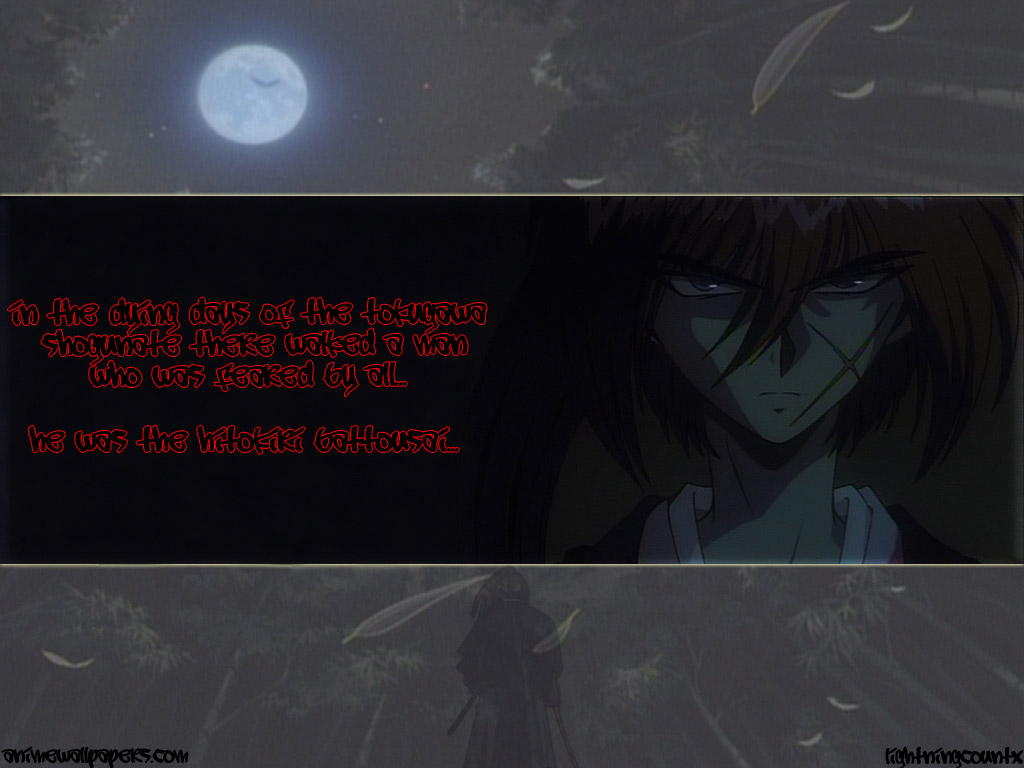 in the dying days of the tokugawa
shogunate there walked a man
who was feared by all..
he was the hitokiki battousai...
animewallpapers.com
lightningcountx